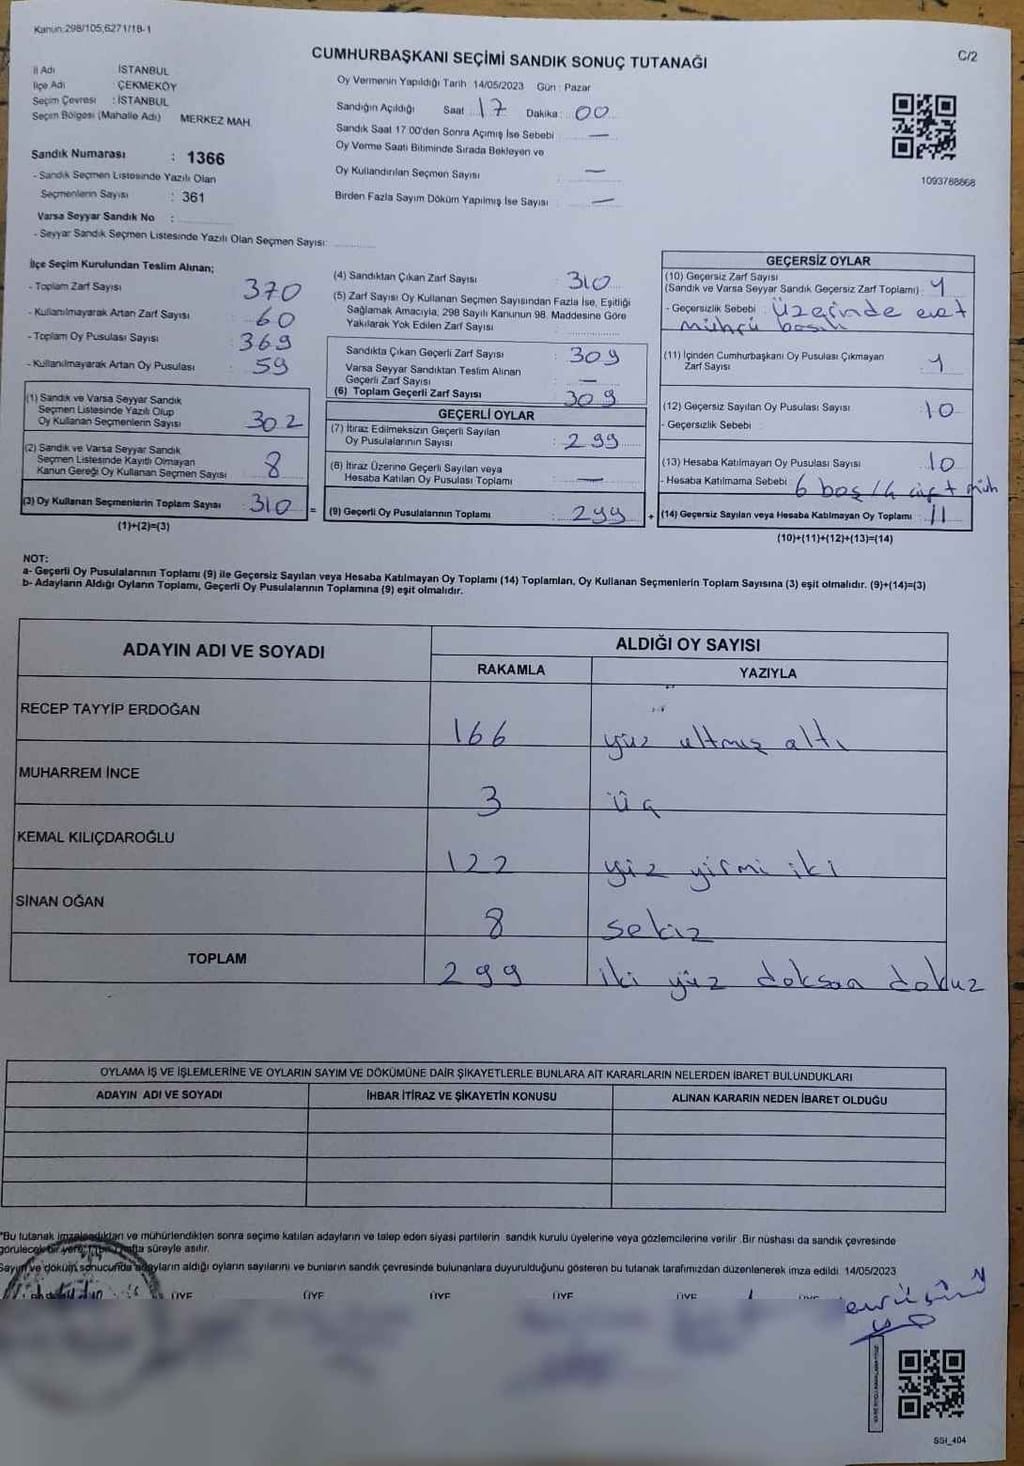 Kanun:298/105,6271/18-1
C/2
CUMHURBAŞKANI SEÇİMİ SANDIK SONUÇ TUTANAĞI
İl Adı İSTANBUL
İlçe Adı : ÇEKMEKÖY
Seçim Çevresi : İSTANBUL
Seçim Bölgesi (Mahalle Adı) MERKEZ MAH.
Sandık Numarası : 1366
- Sandık Seçmen Listesinde Yazılı Olan
Seçmenlerin Sayısı : 361
Varsa Seyyar Sandık No :
- Seyyar Sandık Seçmen Listesinde Yazılı Olan Seçmen Sayısı:
Oy Vermenin Yapıldığı Tarih 14/05/2023 Gün : Pazar
Sandığın Açıldığı Saat 17 Dakika: 00
Sandık Saat 17.00'den Sonra Açımış İse Sebebi —
Oy Verme Saati Bitiminde Sırada Bekleyen ve
Oy Kullandırılan Seçmen Sayısı —
Birden Fazla Sayım Döküm Yapılmış İse Sayısı —
1093788868
İlçe Seçim Kurulundan Teslim Alınan;
- Toplam Zarf Sayısı 370
- Kullanılmayarak Artan Zarf Sayısı 60
- Toplam Oy Pusulası Sayısı 369
- Kullanılmayarak Artan Oy Pusulası 59
(1) Sandık ve Varsa Seyyar Sandık
Seçmen Listesinde Yazılı Olup
Oy Kullanan Seçmenlerin Sayısı 302
(2) Sandık ve Varsa Seyyar Sandık
Seçmen Listesinde Kayıtlı Olmayan
Kanun Gereği Oy Kullanan Seçmen Sayısı 8
(3) Oy Kullanan Seçmenlerin Toplam Sayısı 310 =
(1)+(2)=(3)
(4) Sandıktan Çıkan Zarf Sayısı : 310
(5) Zarf Sayısı Oy Kullanan Seçmen Sayısından Fazla İse, Eşitliği
Sağlamak Amacıyla, 298 Sayılı Kanunun 98. Maddesine Göre
Yakılarak Yok Edilen Zarf Sayısı
Sandıkta Çıkan Geçerli Zarf Sayısı : 309
Varsa Seyyar Sandıktan Teslim Alınan
Geçerli Zarf Sayısı —
(6) Toplam Geçerli Zarf Sayısı : 309
GEÇERLİ OYLAR
(7) İtiraz Edilmeksizin Geçerli Sayılan
Oy Pusulalarının Sayısı : 299
(8) İtiraz Üzerine Geçerli Sayılan veya
Hesaba Katılan Oy Pusulası Toplamı : —
(9) Geçerli Oy Pusulalarının Toplamı : 299 +
GEÇERSİZ OYLAR
(10) Geçersiz Zarf Sayısı
(Sandık ve Varsa Seyyar Sandık Geçersiz Zarf Toplamı) : 1
- Geçersizlik Sebebi : Üzerinde evet
mührü basılı
(11) İçinden Cumhurbaşkanı Oy Pusulası Çıkmayan
Zarf Sayısı
(12) Geçersiz Sayılan Oy Pusulası Sayısı : 10
- Geçersizlik Sebebi
(13) Hesaba Katılmayan Oy Pusulası Sayısı : 10
- Hesaba Katılmama Sebebi 6 boş /4 çift müh
(14) Geçersiz Sayılan veya Hesaba Katılmayan Oy Toplamı : 11
(10)+(11)+(12)+(13)=(14)
NOT:
a- Geçerli Oy Pusulalarının Toplamı (9) ile Geçersiz Sayılan veya Hesaba Katılmayan Oy Toplamı (14) Toplamları, Oy Kullanan Seçmenlerin Toplam Sayısına (3) eşit olmalıdır. (9)+(14)=(3)
b- Adayların Aldığı Oyların Toplamı, Geçerli Oy Pusulalarının Toplamına (9) eşit olmalıdır.
ADAYIN ADI VE SOYADI ALDIĞI OY SAYISI
RAKAMLA YAZIYLA
RECEP TAYYİP ERDOĞAN 166 yüz altmış altı
MUHARREM İNCE 3 üç
KEMAL KILIÇDAROĞLU 122 yüz yirmi iki
SİNAN OĞAN 8 sekiz
TOPLAM 299 iki yüz doksan dokuz
OYLAMA İŞ VE İŞLEMLERİNE VE OYLARIN SAYIM VE DÖKÜMÜNE DAİR ŞİKAYETLERLE BUNLARA AİT KARARLARIN NELERDEN İBARET BULUNDUKLARI
ADAYIN ADI VE SOYADI İHBAR İTİRAZ VE ŞİKAYETİN KONUSU ALINAN KARARIN NEDEN İBARET OLDUĞU
*Bu tutanak imzalandıktan ve mühürlendikten sonra seçime katılan adayların ve talep eden siyasi partilerin sandık kurulu üyelerine veya gözlemcilerine verilir .Bir nüshası da sandık çevresinde
görülecek bir yere, 1 bir hafta süreyle asılır.
Sayım ve döküm sonucunda adayların aldığı oyların sayılarını ve bunların sandık çevresinde bulunanlara duyurulduğunu gösteren bu tutanak tarafımızdan düzenlenerek imza edildi. 14/05/2023
ÜYE ÜYE ÜYE ÜYE ÜYE
SSI_404